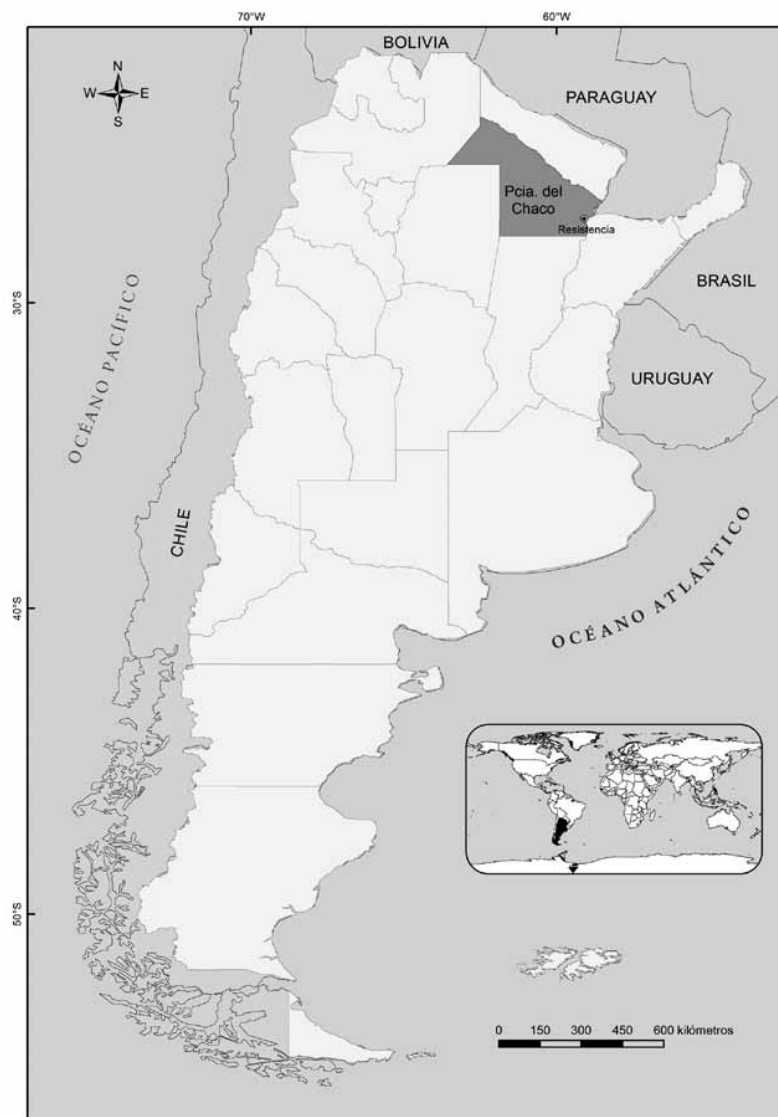 70°W 60°W
BOLIVIA
N
W E
S
PARAGUAY
Pcia. del
Chaco
Resistencia
30°S
BRASIL
OCÉANO PACÍFICO
URUGUAY
CHILE
OCÉANO ATLÁNTICO
40°S
50°S
0 150 300 450 600 kilómetros